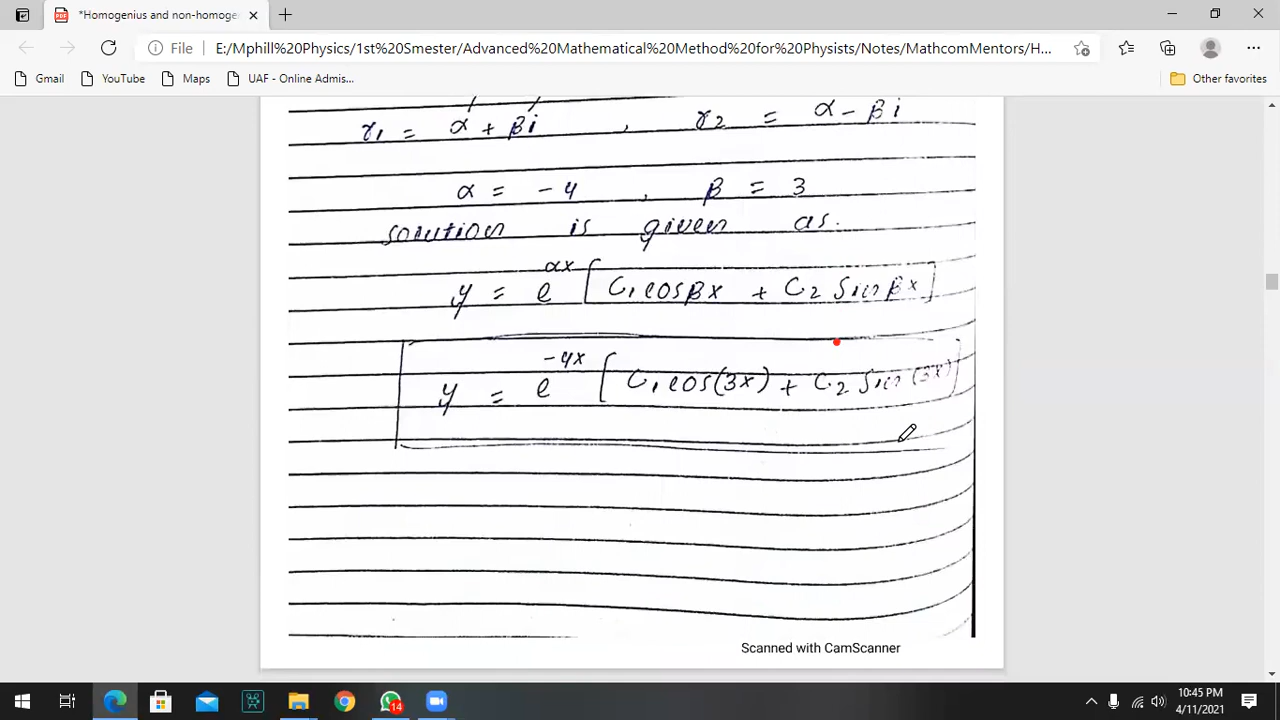 *Homogenius and non-homoge
File E:/Mphill%20Physics/1st%20Smester/Advanced%20Mathematical%20Method%20for%20Physists/Notes/MathcomMentors/H...
Gmail YouTube Maps UAF - Online Admis... Other favorites
r₁ = α + βi , r₂ = α - βi
α = -4 , β = 3
solution is given as.
y = e^αx [C₁cosβx + C₂ Sinβx]
y = e^-4x [C₁cos(3x) + C₂ Sin(3x)]
Scanned with CamScanner
14
10:45 PM
4/11/2021